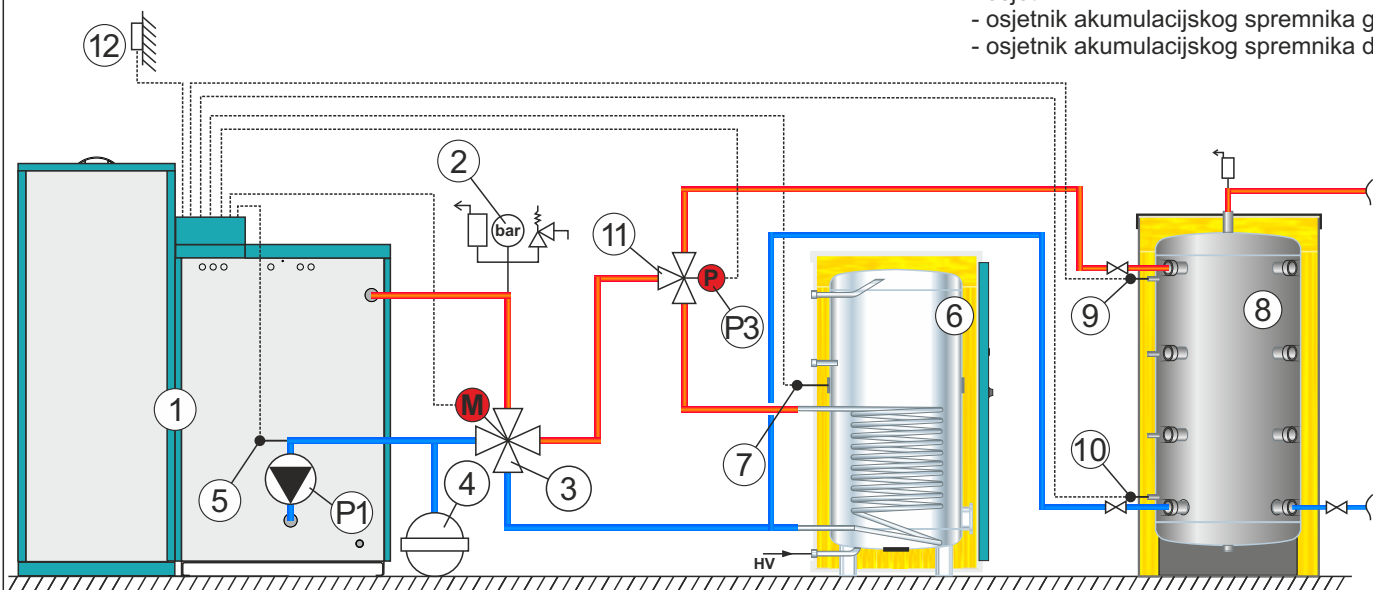 - osjetnik akumulacijskog spremnika g
- osjetnik akumulacijskog spremnika d
12
2
bar
11
P
P3
9
6
8
1
M
7
10
5
P1
4
3
HV